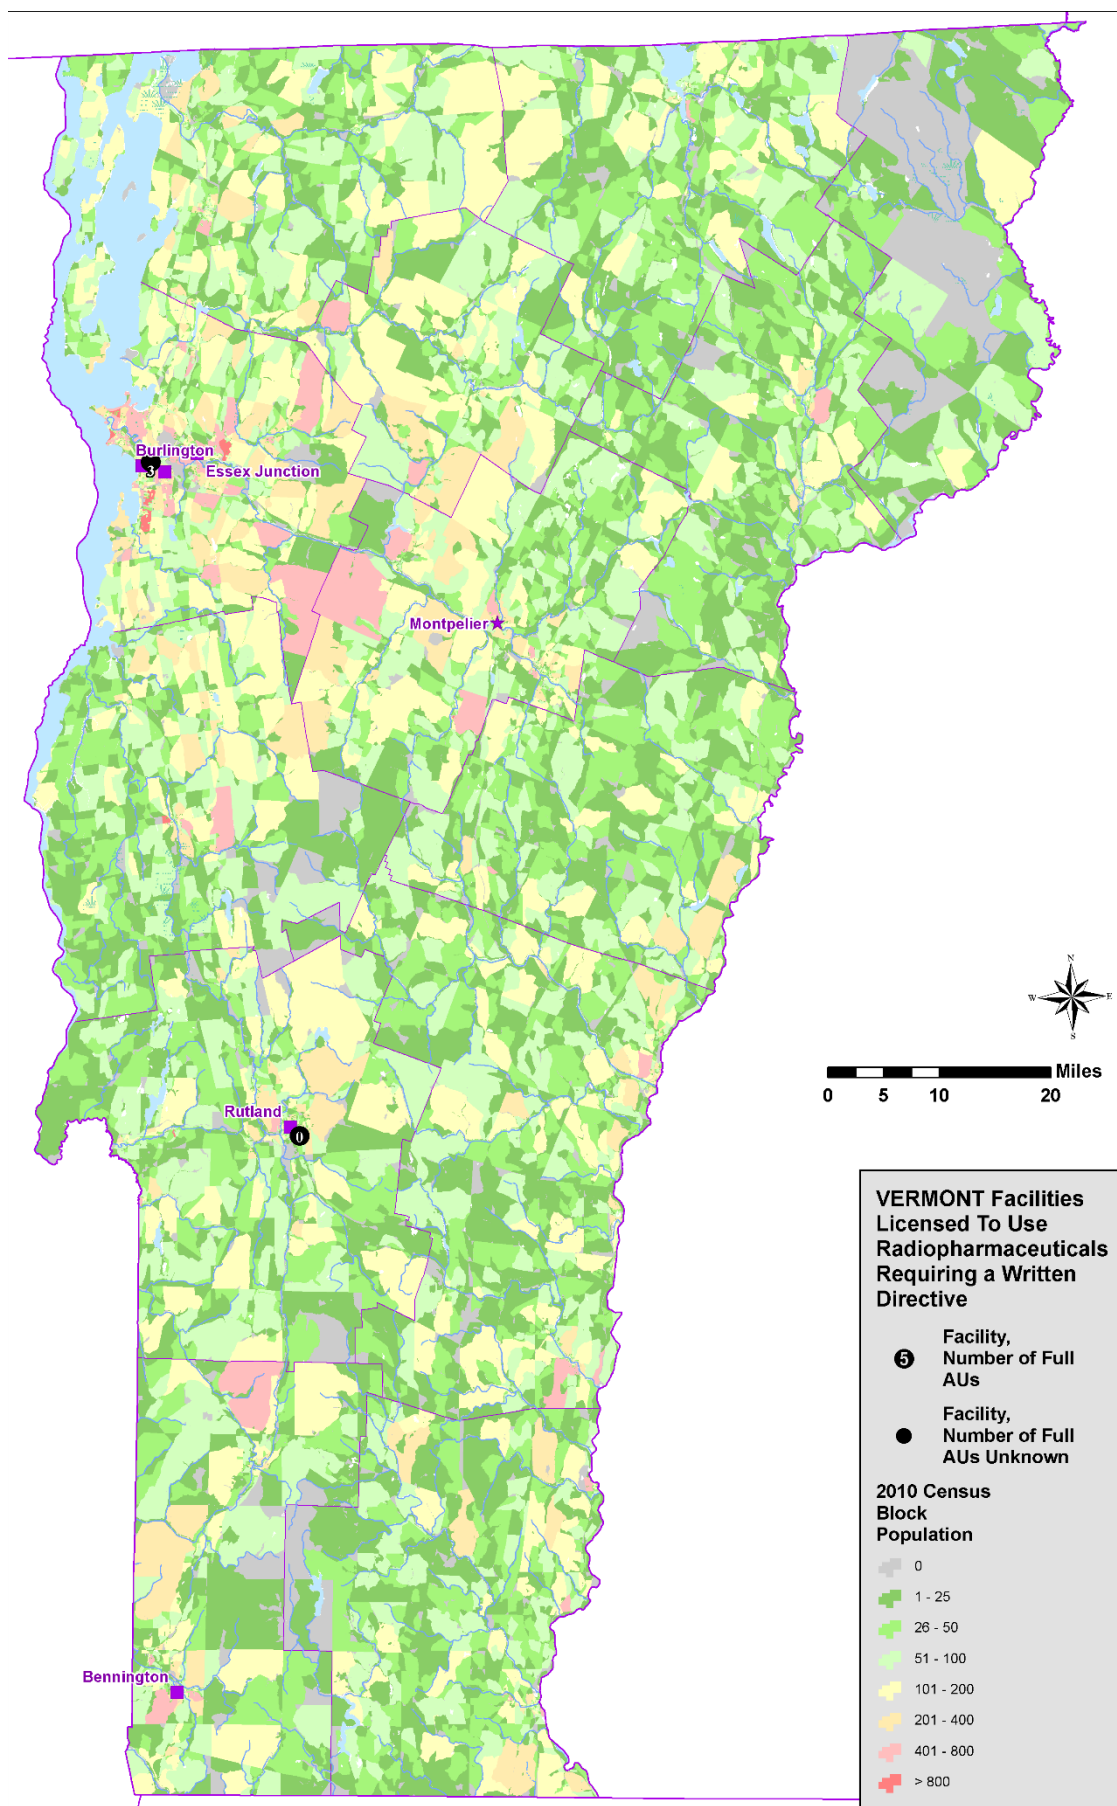 Burlington
3
Essex Junction
Montpelier
N
W
E
S
Miles
0
5
10
20
Rutland
0
VERMONT Facilities
Licensed To Use
Radiopharmaceuticals
Requiring a Written
Directive
5
Facility,
Number of Full
AUs
Facility,
Number of Full
AUs Unknown
2010 Census
Block
Population
0
1 - 25
26 - 50
51 - 100
101 - 200
201 - 400
401 - 800
> 800
Bennington